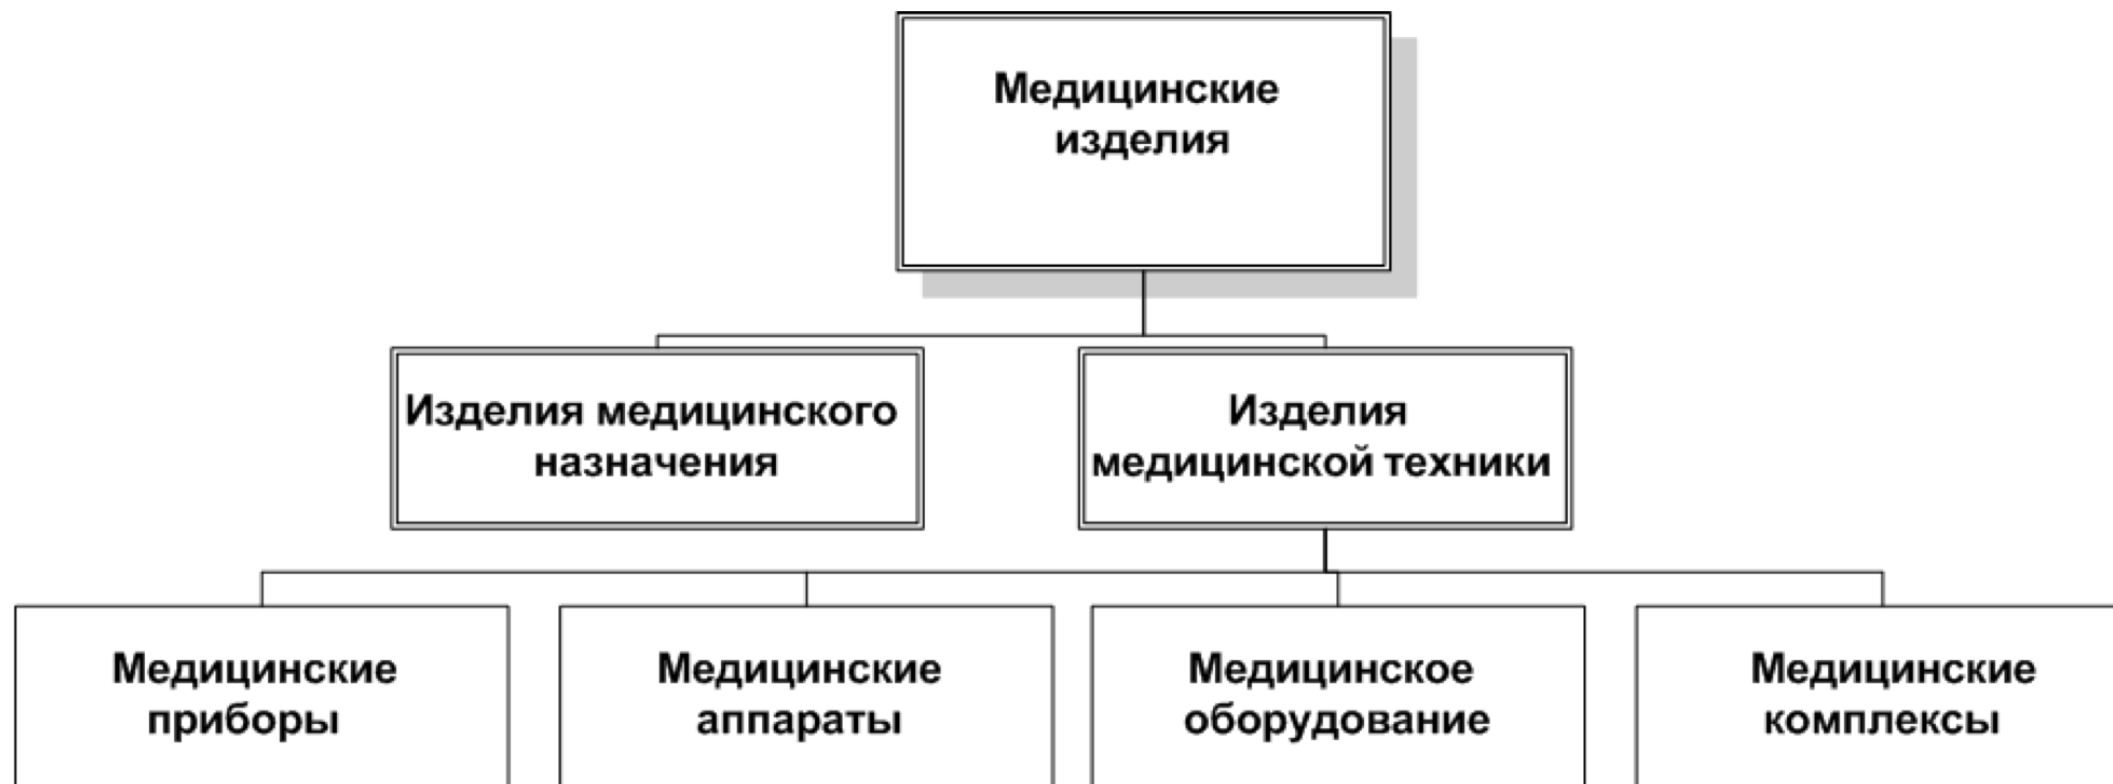 Медицинские
изделия
Изделия медицинского
назначения
Изделия
медицинской техники
Медицинские
приборы
Медицинские
аппараты
Медицинское
оборудование
Медицинские
комплексы